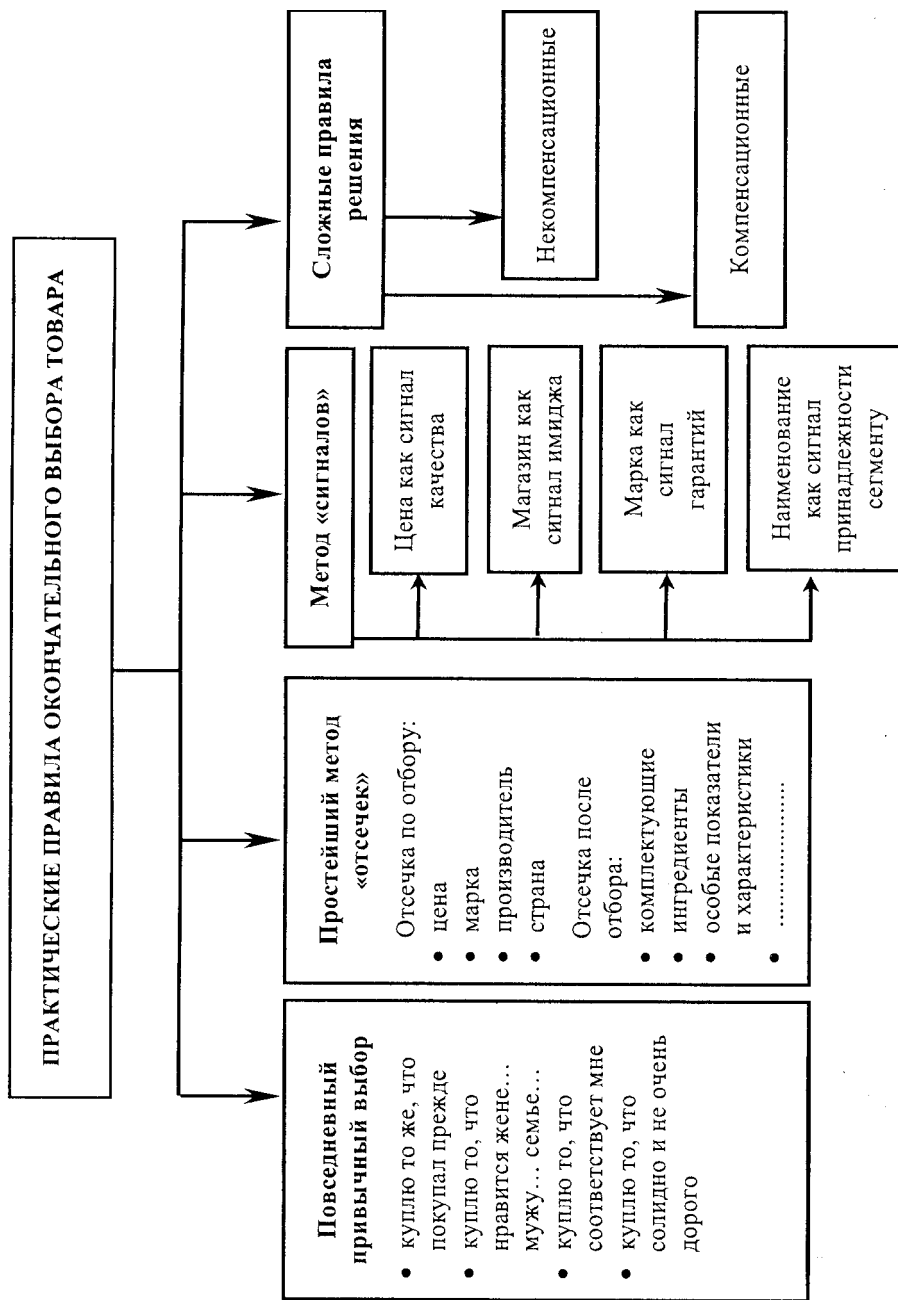 ПРАКТИЧЕСКИЕ ПРАВИЛА ОКОНЧАТЕЛЬНОГО ВЫБОРА ТОВАРА
Повседневный
привычный выбор
• куплю то же, что
покупал прежде
• куплю то, что
нравится жене...
мужу... семье...
• куплю то, что
соответствует мне
• куплю то, что
солидно и не очень
дорого
Простейший метод
«отсечек»
Отсечка по отбору:
• цена
• марка
• производитель
• страна
Отсечка после
отбора:
• комплектующие
• ингредиенты
• особые показатели
и характеристики
• .....................
Метод «сигналов»
Цена как сигнал
качества
Магазин как
сигнал имиджа
Марка как
сигнал
гарантий
Наименование
как сигнал
принадлежности
сегменту
Сложные правила
решения
Некомпенсационные
Компенсационные